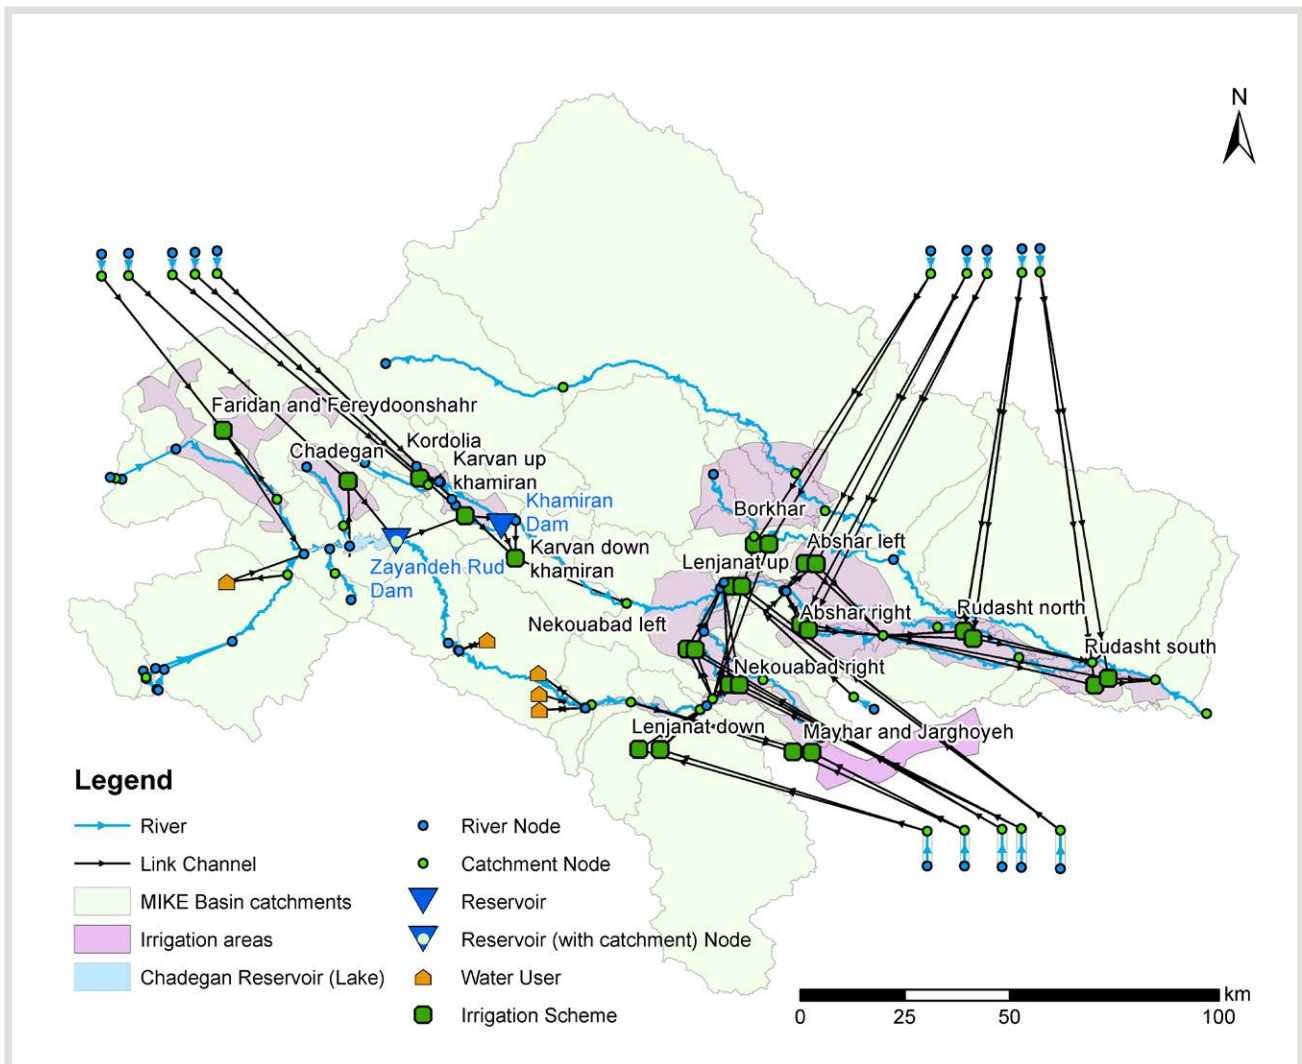 N
Faridan and Fereydoonshahr
Chadegan
Kordolia
Karvan up
khamiran
Khamiran
Dam
Karvan down
khamiran
Zayandeh Rud
Dam
Borkhar
Abshar left
Lenjanat up
Abshar right
Rudasht north
Nekouabad left
Rudasht south
Nekouabad right
Lenjanat down
Mayhar and Jarghoyeh
Legend
River
Link Channel
MIKE Basin catchments
Irrigation areas
Chadegan Reservoir (Lake)
River Node
Catchment Node
Reservoir
Reservoir (with catchment) Node
Water User
Irrigation Scheme
km
0 25 50 100